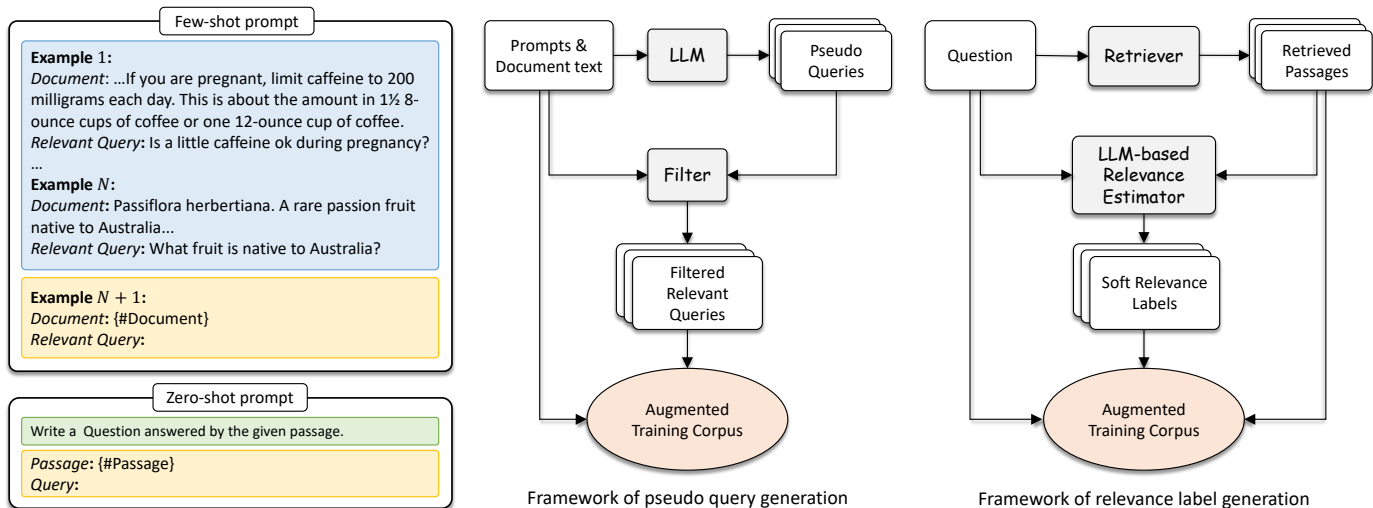 Few-shot prompt
Example 1:
Document: ...If you are pregnant, limit caffeine to 200
milligrams each day. This is about the amount in 1½ 8-
ounce cups of coffee or one 12-ounce cup of coffee.
Relevant Query: Is a little caffeine ok during pregnancy?
...
Example N:
Document: Passiflora herbertiana. A rare passion fruit
native to Australia...
Relevant Query: What fruit is native to Australia?
Example N + 1:
Document: {#Document}
Relevant Query:
Zero-shot prompt
Write a Question answered by the given passage.
Passage: {#Passage}
Query:
Prompts &
Document text
LLM
Pseudo
Queries
Filter
Filtered
Relevant
Queries
Augmented
Training Corpus
Framework of pseudo query generation
Question
Retriever
Retrieved
Passages
LLM-based
Relevance
Estimator
Soft Relevance
Labels
Augmented
Training Corpus
Framework of relevance label generation